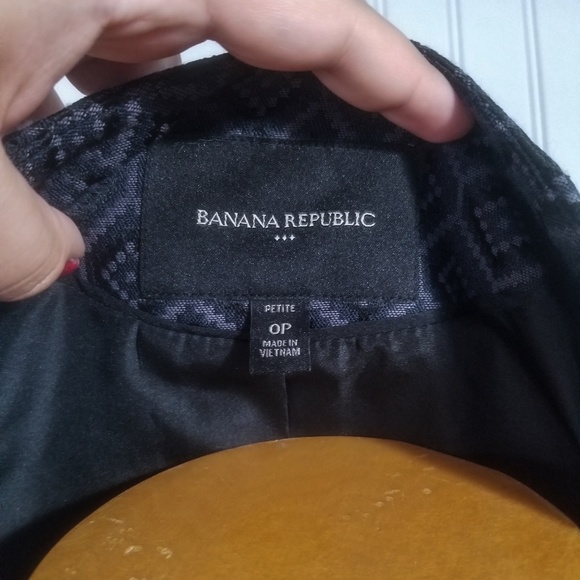 BANANA REPUBLIC
PETITE
0P
MADE IN
VIETNAM